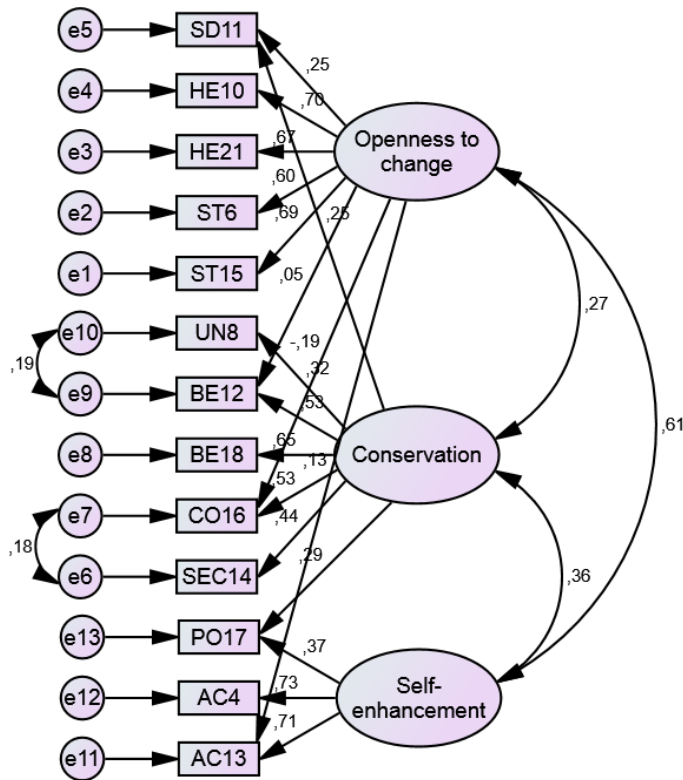 e5
SD11
,25
e4
HE10
,70
Openness to
change
e3
HE21
,67
,60
e2
ST6
,69
,25
e1
ST15
,05
,27
e10
UN8
-,19
,19
,32
e9
BE12
,53
,61
,65
e8
BE18
,13
Conservation
,53
e7
CO16
,44
,18
,29
e6
SEC14
,36
e13
PO17
,37
Self-
enhancement
e12
AC4
,73
,71
e11
AC13